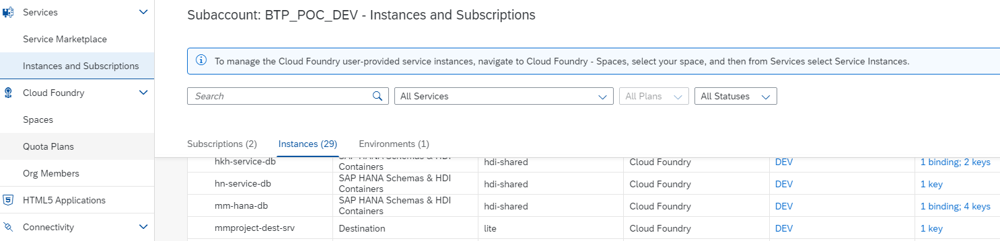 Services
Service Marketplace
Instances and Subscriptions
Cloud Foundry
Spaces
Quota Plans
Org Members
HTML5 Applications
Connectivity
Subaccount: BTP_POC_DEV - Instances and Subscriptions
To manage the Cloud Foundry user-provided service instances, navigate to Cloud Foundry - Spaces, select your space, and then from Services select Service Instances.
Search All Services All Plans All Statuses
Subscriptions (2) Instances (29) Environments (1)
hkh-service-db SAP HANA Schemas & HDI
Containers hdi-shared Cloud Foundry DEV 1 binding; 2 keys
hn-service-db SAP HANA Schemas & HDI
Containers hdi-shared Cloud Foundry DEV 1 key
mm-hana-db SAP HANA Schemas & HDI
Containers hdi-shared Cloud Foundry DEV 1 binding; 4 keys
mmproject-dest-srv Destination lite Cloud Foundry DEV 1 key